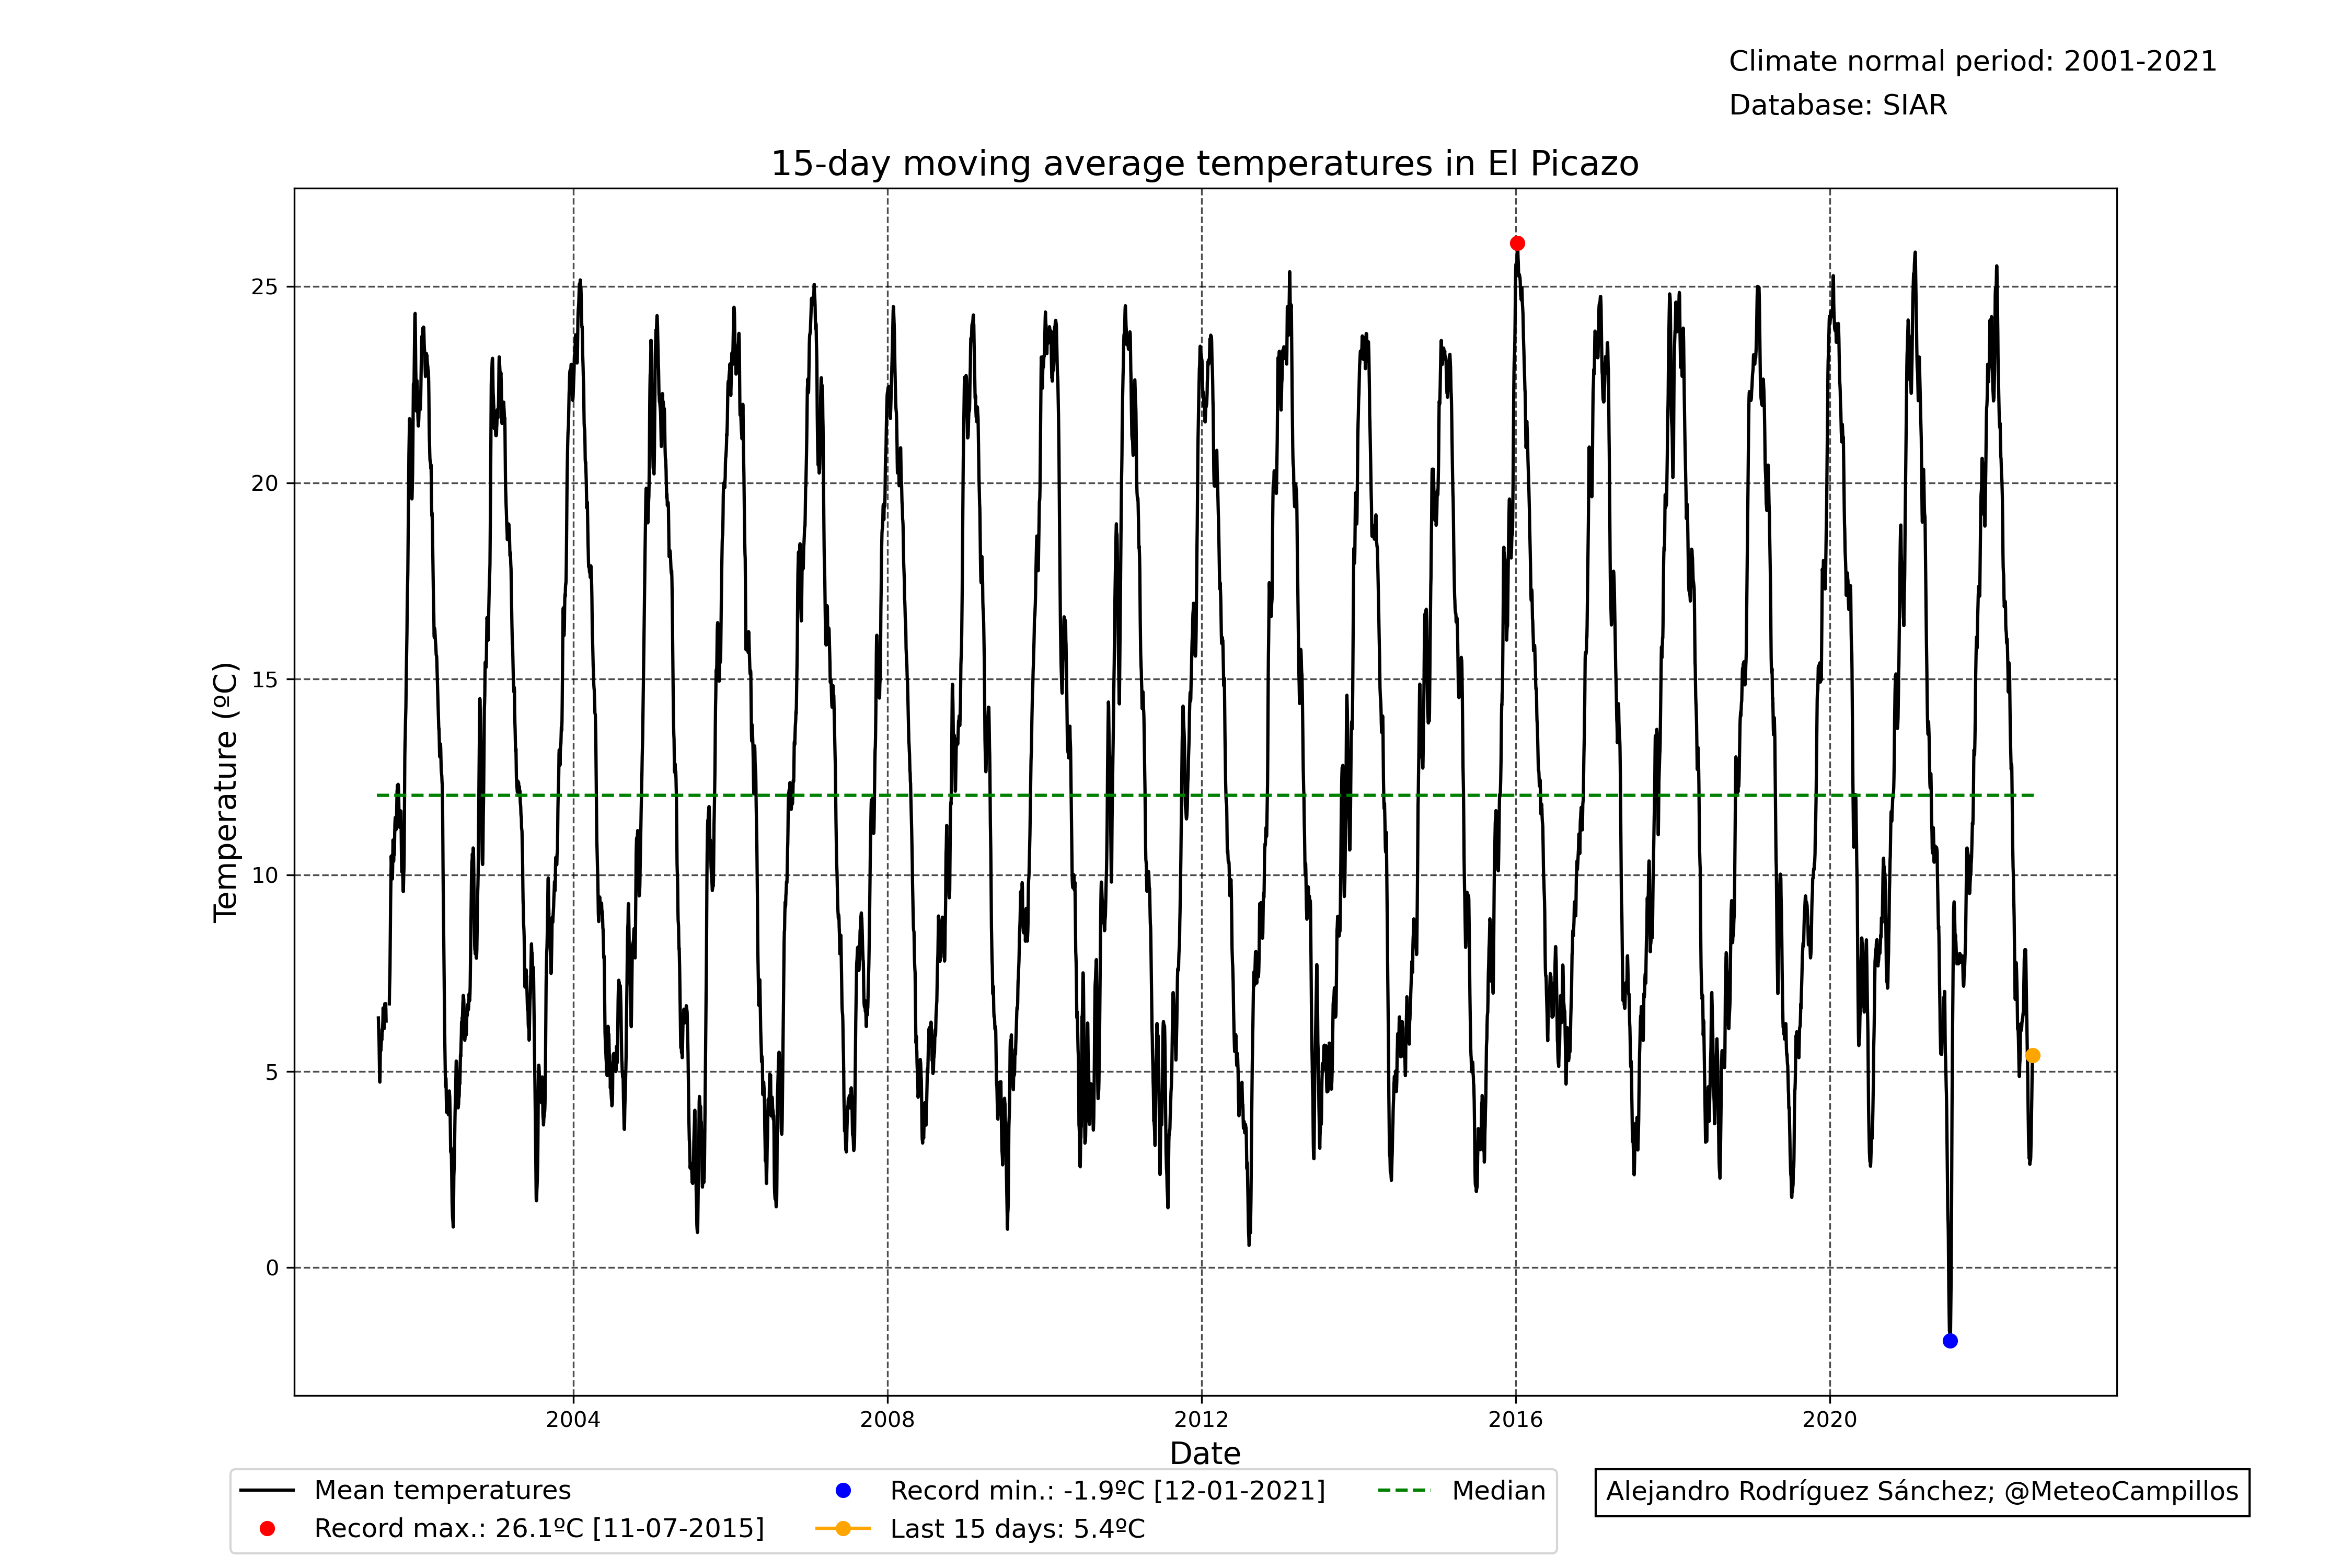 Climate normal period: 2001-2021
Database: SIAR
15-day moving average temperatures in El Picazo
25
20
15
10
5
0
Temperature (ºC)
2004 2008 2012 2016 2020
Date
Mean temperatures
Record max.: 26.1ºC [11-07-2015]
Record min.: -1.9ºC [12-01-2021]
Last 15 days: 5.4ºC
Median
Alejandro Rodríguez Sánchez; @MeteoCampillos